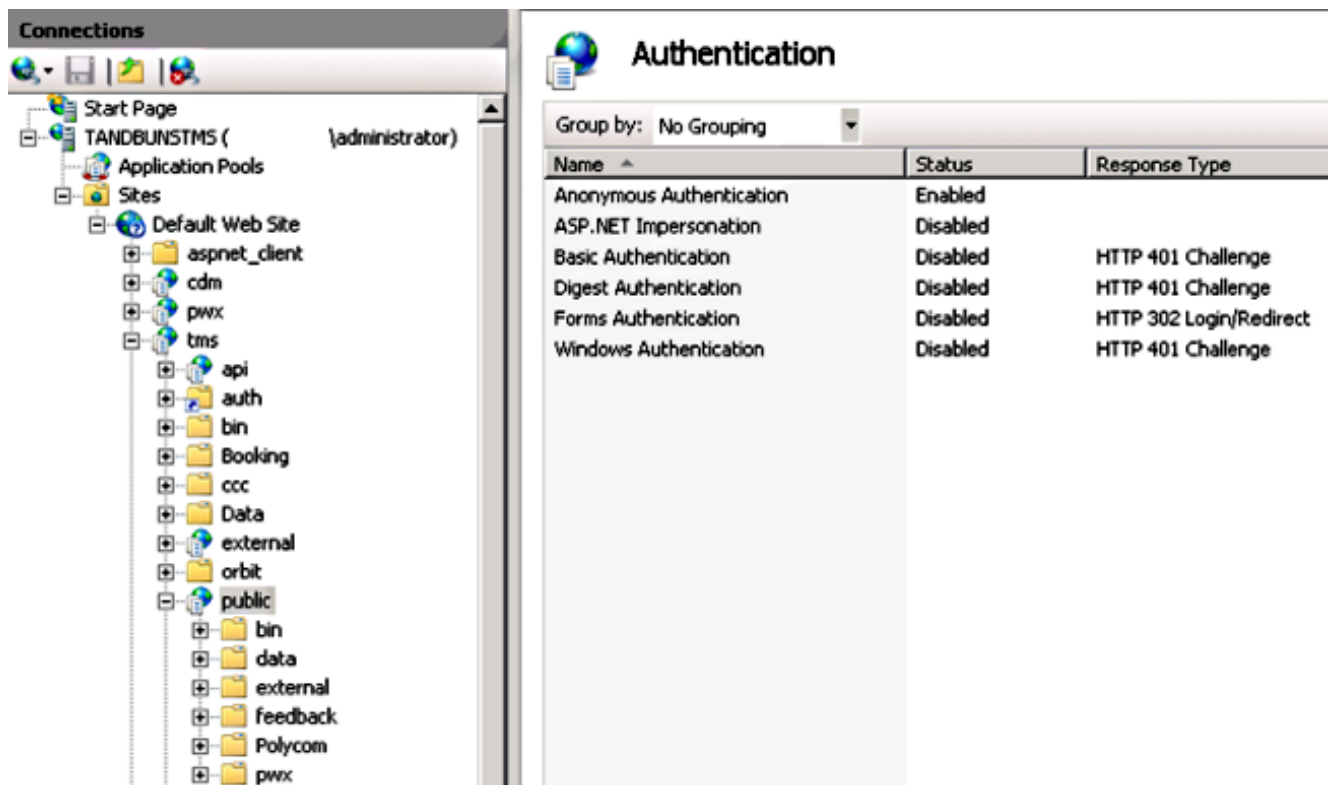 Connections
Start Page
TANDBUNSTMS ( \administrator)
Application Pools
Sites
Default Web Site
aspnet_client
cdm
pwx
tms
api
auth
bin
Booking
ccc
Data
external
orbit
public
bin
data
external
feedback
Polycom
pwx
Authentication
Group by: No Grouping
Name Status Response Type
Anonymous Authentication Enabled
ASP.NET Impersonation Disabled
Basic Authentication Disabled HTTP 401 Challenge
Digest Authentication Disabled HTTP 401 Challenge
Forms Authentication Disabled HTTP 302 Login/Redirect
Windows Authentication Disabled HTTP 401 Challenge